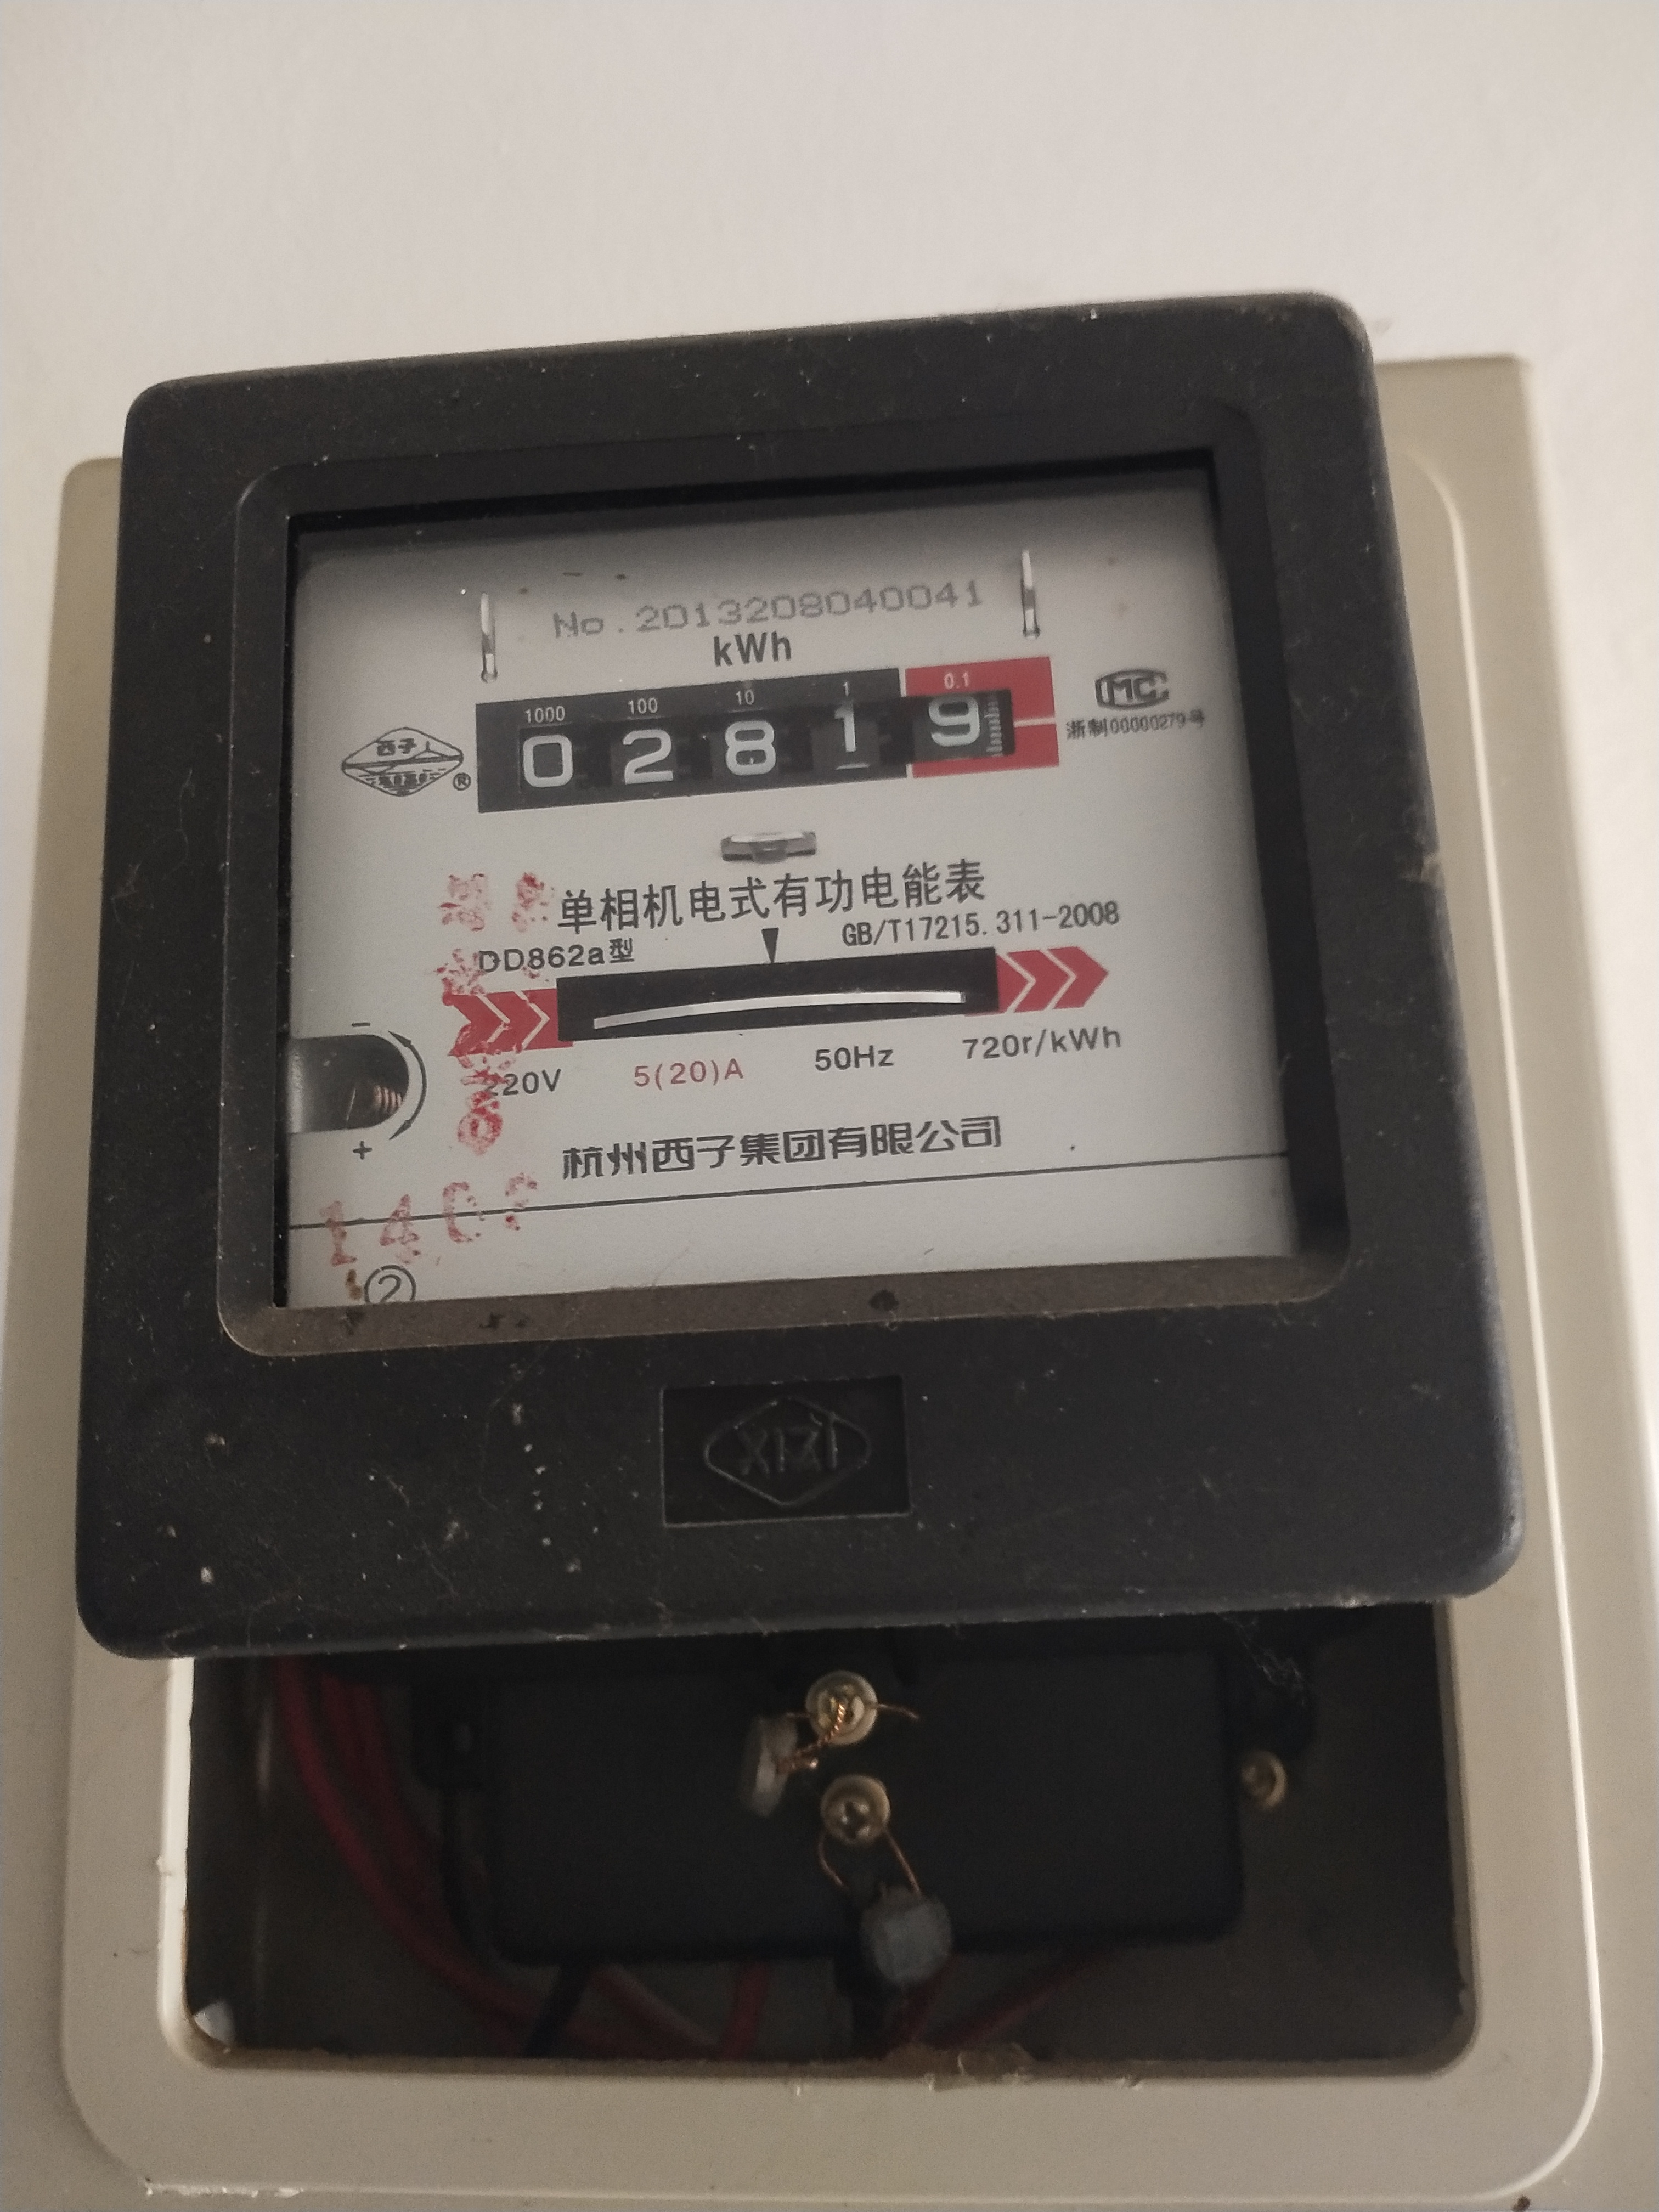 No.2013208040041
kWh
1000 100 10 1 0.1
0 2 8 1 9
MC
浙制00000279号
西子
®
单相机电式有功电能表
DD862a型
GB/T17215.311-2008
220V 5(20)A 50Hz 720r/kWh
−
+
杭州西子集团有限公司
140
②
XIZI